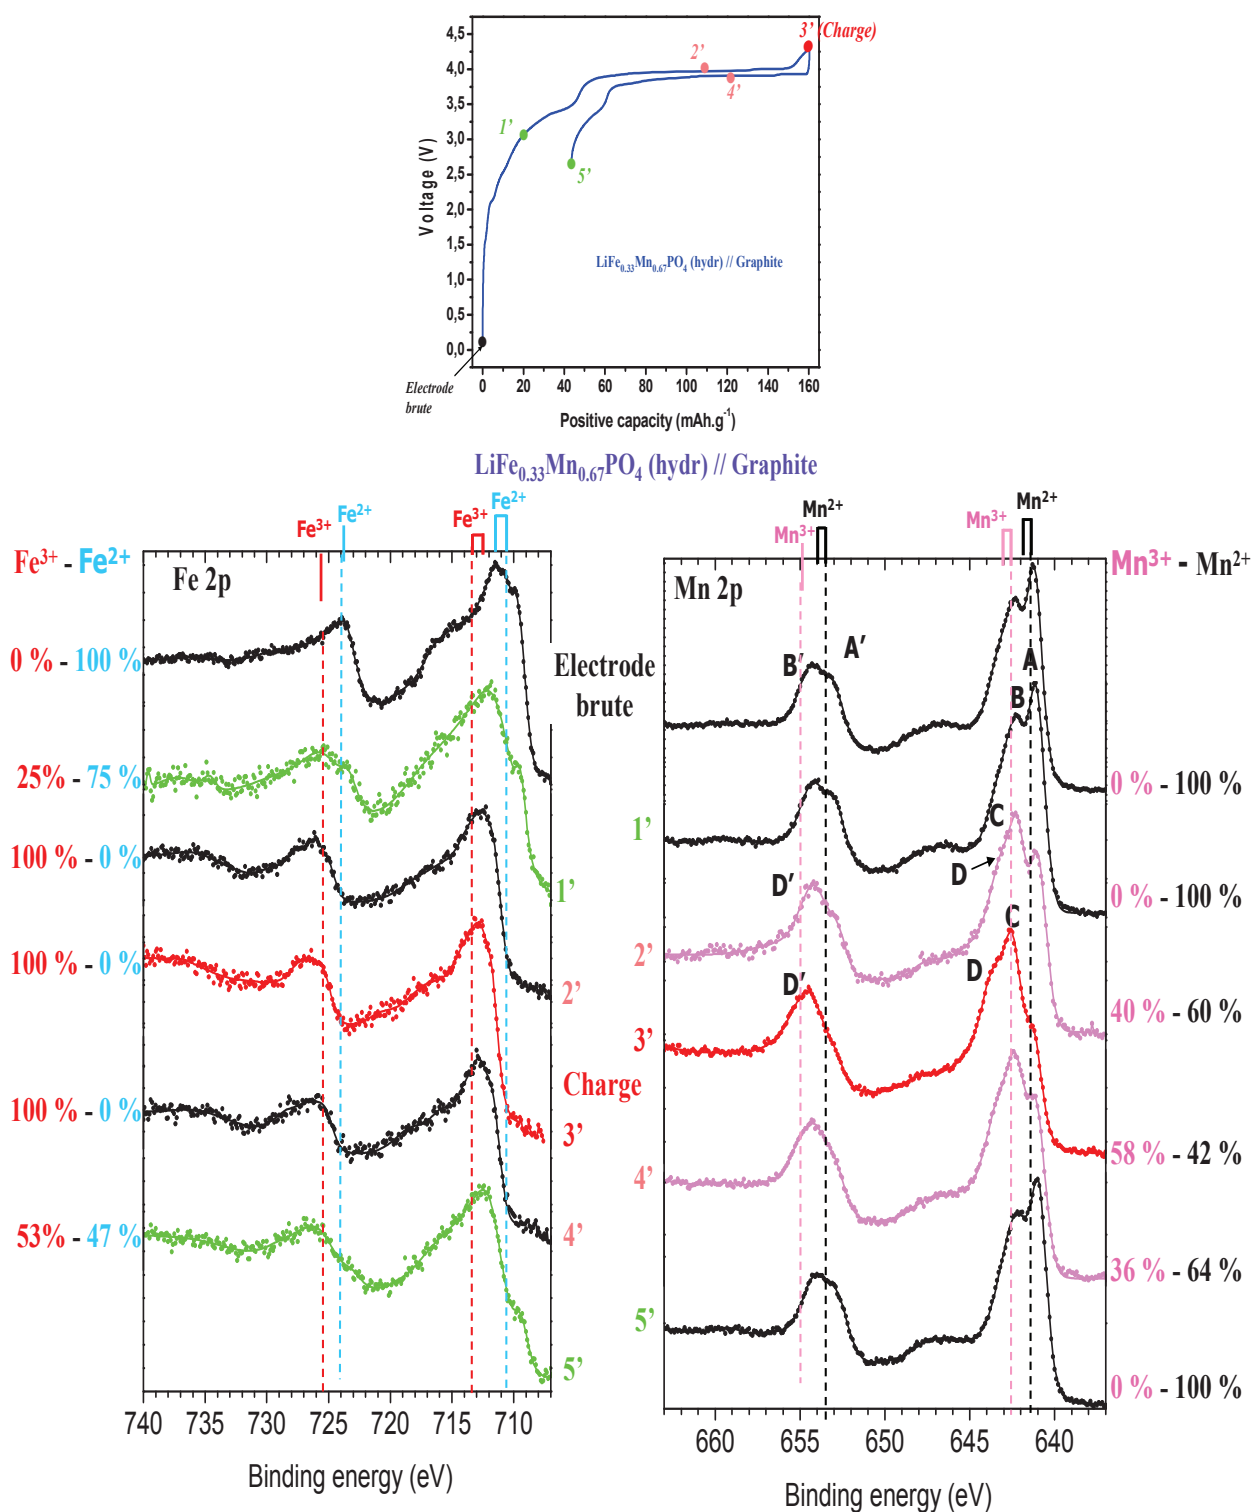 4,5
4,0
3,5
3,0
2,5
2,0
1,5
1,0
0,5
0,0
Voltage (V)
3' (Charge)
2'
4'
1'
5'
LiFe0.33Mn0.67PO4 (hydr) // Graphite
Electrode
brute
0 20 40 60 80 100 120 140 160
Positive capacity (mAh.g-1)
LiFe0.33Mn0.67PO4 (hydr) // Graphite
Fe3+ Fe2+ Fe3+ Fe2+
Fe3+ - Fe2+
Fe 2p
0 % - 100 %
25% - 75 %
100 % - 0 %
100 % - 0 %
100 % - 0 %
53% - 47 %
1'
2'
3'
4'
5'
740 735 730 725 720 715 710
Binding energy (eV)
Electrode
brute
1'
2'
3'
Charge
4'
5'
Mn3+ Mn2+ Mn3+ Mn2+
Mn3+ - Mn2+
Mn 2p
B' A' A
B
C
D
D'
C
D
D'
0 % - 100 %
0 % - 100 %
40 % - 60 %
58 % - 42 %
36 % - 64 %
0 % - 100 %
660 655 650 645 640
Binding energy (eV)